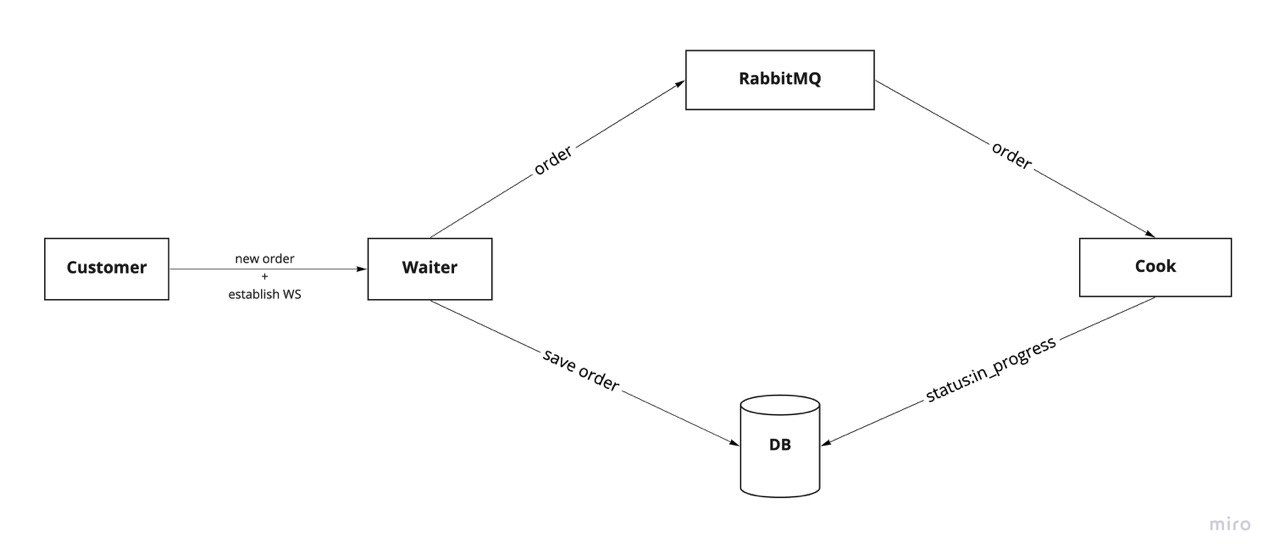 RabbitMQ
order
order
Customer
new order
+
establish WS
Waiter
Cook
save order
status:in_progress
DB
miro